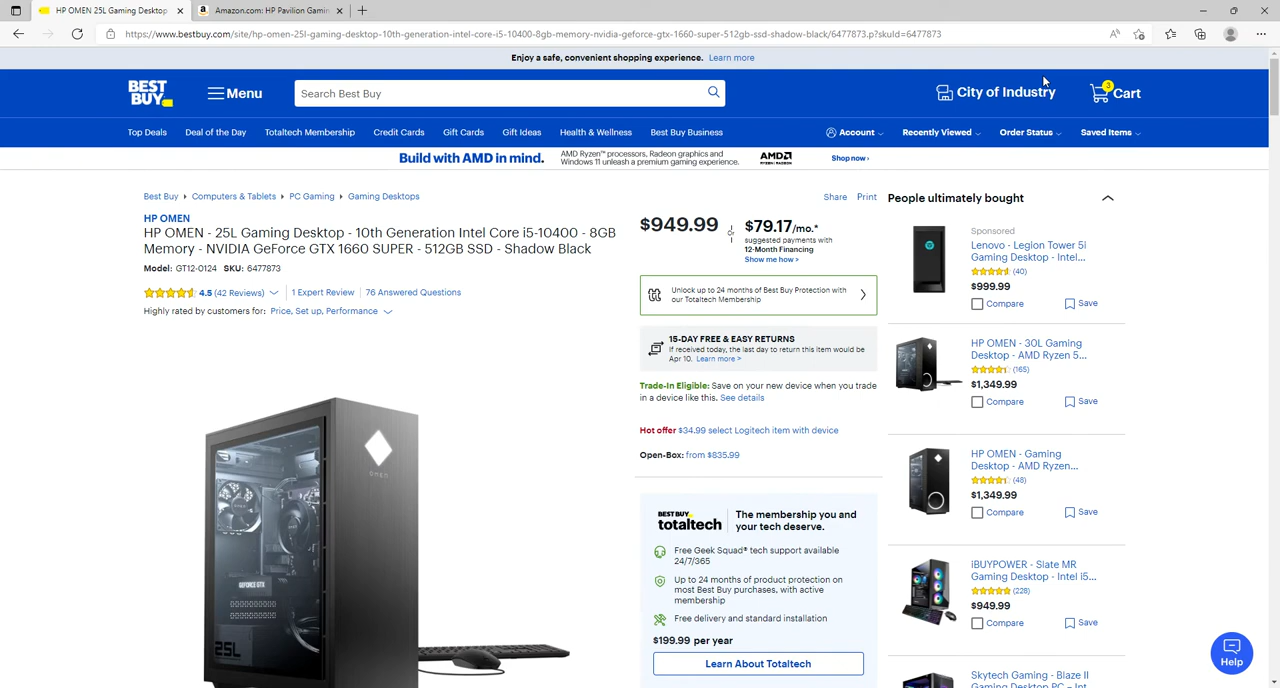 HP OMEN 25L Gaming Desktop
Amazon.com: HP Pavilion Gamin
https://www.bestbuy.com/site/hp-omen-25l-gaming-desktop-10th-generation-intel-core-i5-10400-8gb-memory-nvidia-geforce-gtx-1660-super-512gb-ssd-shadow-black/6477873.p?skuId=6477873
Enjoy a safe, convenient shopping experience. Learn more
BEST BUY
Menu
Search Best Buy
City of Industry
3
Cart
Top Deals
Deal of the Day
Totaltech Membership
Credit Cards
Gift Cards
Gift Ideas
Health & Wellness
Best Buy Business
Account
Recently Viewed
Order Status
Saved Items
Build with AMD in mind.
AMD Ryzen™ processors, Radeon graphics and
Windows 11 unleash a premium gaming experience.
AMD
RYZEN RADEON
Shop now
Best Buy
Computers & Tablets
PC Gaming
Gaming Desktops
Share
Print
HP OMEN
HP OMEN - 25L Gaming Desktop - 10th Generation Intel Core i5-10400 - 8GB
Memory - NVIDIA GeForce GTX 1660 SUPER - 512GB SSD - Shadow Black
Model: GT12-0124 SKU: 6477873
4.5 (42 Reviews)
1 Expert Review
76 Answered Questions
Highly rated by customers for: Price, Set up, Performance
OMEN
GEFORCE GTX
25L
$949.99
or
$79.17/mo.*
suggested payments with
12-Month Financing
Show me how >
Unlock up to 24 months of Best Buy Protection with
our Totaltech Membership
15-DAY FREE & EASY RETURNS
If received today, the last day to return this item would be
Apr 10. Learn more >
Trade-In Eligible: Save on your new device when you trade
in a device like this. See details
Hot offer $34.99 select Logitech item with device
Open-Box: from $835.99
BEST BUY
totaltech
The membership you and
your tech deserve.
Free Geek Squad® tech support available
24/7/365
Up to 24 months of product protection on
most Best Buy purchases, with active
membership
Free delivery and standard installation
$199.99 per year
Learn About Totaltech
People ultimately bought
Sponsored
Lenovo - Legion Tower 5i
Gaming Desktop - Intel...
(40)
$999.99
Compare
Save
HP OMEN - 30L Gaming
Desktop - AMD Ryzen 5...
(165)
$1,349.99
Compare
Save
HP OMEN - Gaming
Desktop - AMD Ryzen...
(48)
$1,349.99
Compare
Save
iBUYPOWER - Slate MR
Gaming Desktop - Intel i5...
(228)
$949.99
Compare
Save
Skytech Gaming - Blaze II
Gaming Desktop PC – Int
Help